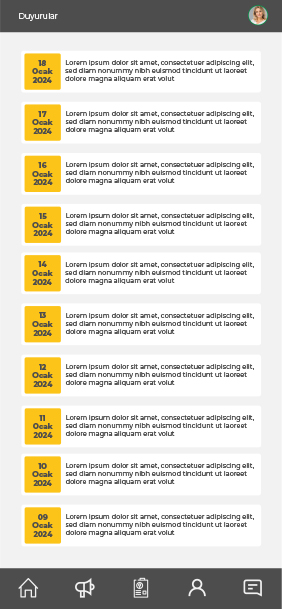 Duyurular
18
Ocak
2024
Lorem ipsum dolor sit amet, consectetuer adipiscing elit,
sed diam nonummy nibh euismod tincidunt ut laoreet
dolore magna aliquam erat volut
17
Ocak
2024
Lorem ipsum dolor sit amet, consectetuer adipiscing elit,
sed diam nonummy nibh euismod tincidunt ut laoreet
dolore magna aliquam erat volut
16
Ocak
2024
Lorem ipsum dolor sit amet, consectetuer adipiscing elit,
sed diam nonummy nibh euismod tincidunt ut laoreet
dolore magna aliquam erat volut
15
Ocak
2024
Lorem ipsum dolor sit amet, consectetuer adipiscing elit,
sed diam nonummy nibh euismod tincidunt ut laoreet
dolore magna aliquam erat volut
14
Ocak
2024
Lorem ipsum dolor sit amet, consectetuer adipiscing elit,
sed diam nonummy nibh euismod tincidunt ut laoreet
dolore magna aliquam erat volut
13
Ocak
2024
Lorem ipsum dolor sit amet, consectetuer adipiscing elit,
sed diam nonummy nibh euismod tincidunt ut laoreet
dolore magna aliquam erat volut
12
Ocak
2024
Lorem ipsum dolor sit amet, consectetuer adipiscing elit,
sed diam nonummy nibh euismod tincidunt ut laoreet
dolore magna aliquam erat volut
11
Ocak
2024
Lorem ipsum dolor sit amet, consectetuer adipiscing elit,
sed diam nonummy nibh euismod tincidunt ut laoreet
dolore magna aliquam erat volut
10
Ocak
2024
Lorem ipsum dolor sit amet, consectetuer adipiscing elit,
sed diam nonummy nibh euismod tincidunt ut laoreet
dolore magna aliquam erat volut
09
Ocak
2024
Lorem ipsum dolor sit amet, consectetuer adipiscing elit,
sed diam nonummy nibh euismod tincidunt ut laoreet
dolore magna aliquam erat volut